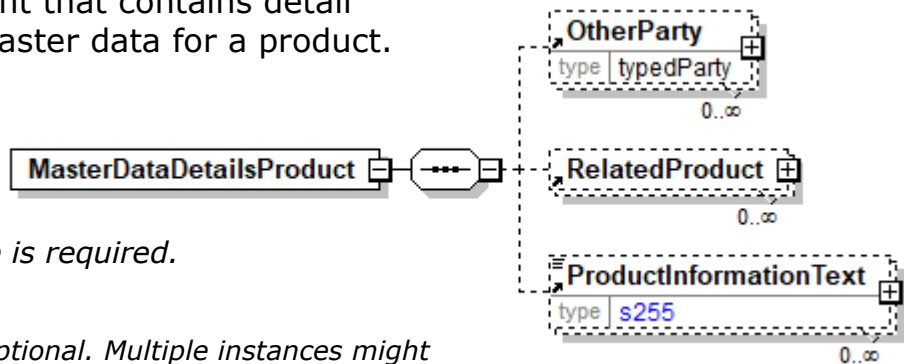 nt that contains detail
aster data for a product.
OtherParty
type typedParty
0..∞
MasterDataDetailsProduct
RelatedProduct
0..∞
is required.
ProductInformationText
type s255
0..∞
ptional. Multiple instances might